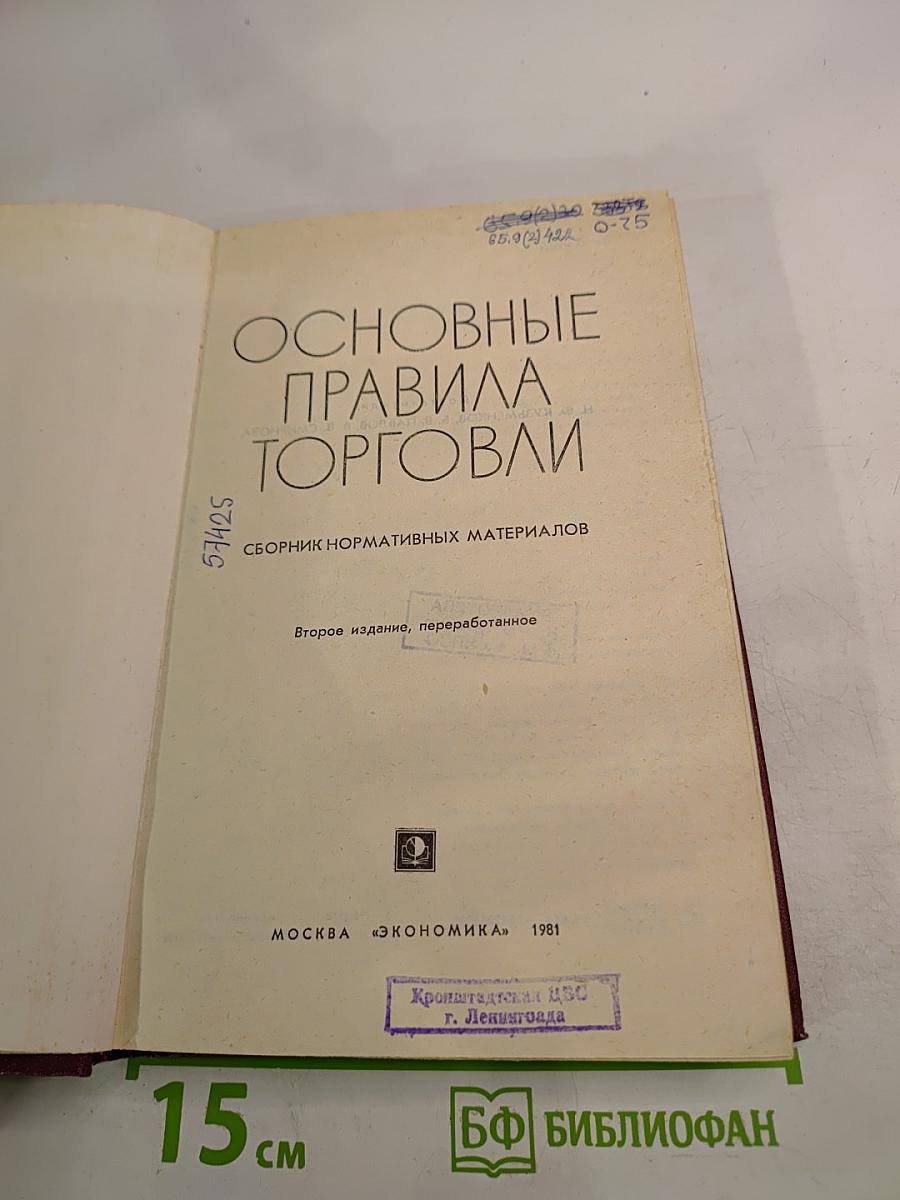 65.9(2)422
О-75
ОСНОВНЫЕ
ПРАВИЛА
ТОРГОВЛИ
57425
СБОРНИК НОРМАТИВНЫХ МАТЕРИАЛОВ
Второе издание, переработанное
МОСКВА «ЭКОНОМИКА» 1981
Кронштадтская ЦБС
г. Ленинграда
15 см
БФ БИБЛИОФАН